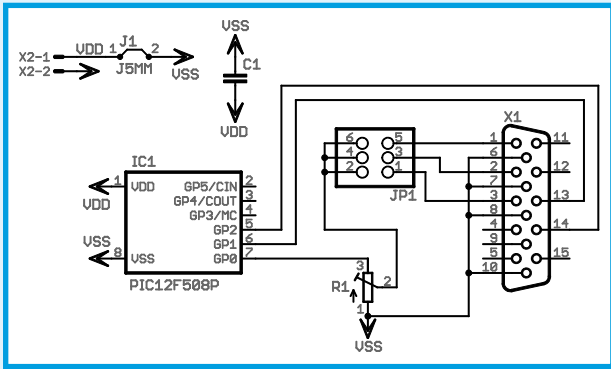 X2-1 VDD 1 J1 2
X2-2 J5MM VSS
VSS
C1
VDD
X1
6 5
4 3
2 1
JP1
1 11
6
2 12
7
3 13
8
4 14
9
5 15
10
IC1
1 VDD GP5/CIN 2
VDD GP4/COUT 3
GP3/MC 4
VSS GP2 5
GP1 6
8 VSS GP0 7
PIC12F508P
3
R1 2
1
VSS